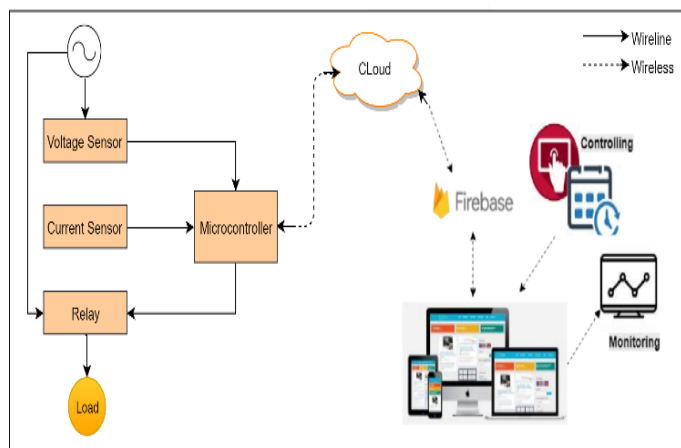 Wireline
Wireless
CLoud
Voltage Sensor
Controlling
Firebase
Current Sensor
Microcontroller
Relay
Monitoring
Load